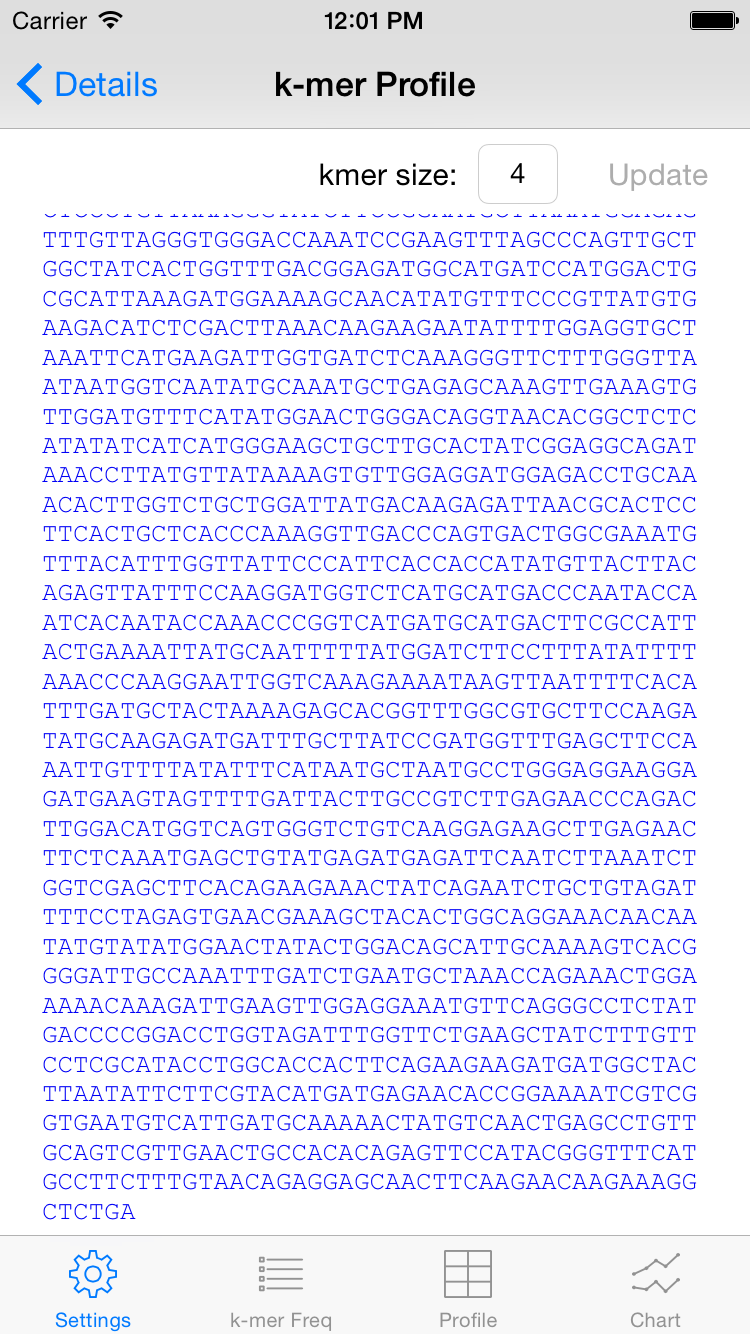 Carrier 12:01 PM
Details k-mer Profile
kmer size: 4 Update
TTTGTTAGGGTGGGACCAAATCCGAAGTTTAGCCCAGTTGCT
GGCTATCACTGGTTTGACGGAGATGGCATGATCCATGGACTG
CGCATTAAAGATGGAAAAGCAACATATGTTTCCCGTTATGTG
AAGACATCTCGACTTAAACAAGAAGAATATTTTGGAGGTGCT
AAATTCATGAAGATTGGTGATCTCAAAGGGTTCTTTGGGTTA
ATAATGGTCAATATGCAAATGCTGAGAGCAAAGTTGAAAGTG
TTGGATGTTTCATATGGAACTGGGACAGGTAACACGGCTCTC
ATATATCATCATGGGAAGCTGCTTGCACTATCGGAGGCAGAT
AAACCTTATGTTATAAAAGTGTTGGAGGATGGAGACCTGCAA
ACACTTGGTCTGCTGGATTATGACAAGAGATTAACGCACTCC
TTCACTGCTCACCCAAAGGTTGACCCAGTGACTGGCGAAATG
TTTACATTTGGTTATTCCCATTCACCACCATATGTTACTTAC
AGAGTTATTTCCAAGGATGGTCTCATGCATGACCCAATACCA
ATCACAATACCAAACCCGGTCATGATGCATGACTTCGCCATT
ACTGAAAATTATGCAATTTTTATGGATCTTCCTTTATATTTT
AAACCCAAGGAATTGGTCAAAGAAAATAAGTTAATTTTCACA
TTTGATGCTACTAAAAGAGCACGGTTTGGCGTGCTTCCAAGA
TATGCAAGAGATGATTTGCTTATCCGATGGTTTGAGCTTCCA
AATTGTTTTATATTTCATAATGCTAATGCCTGGGAGGAAGGA
GATGAAGTAGTTTTGATTACTTGCCGTCTTGAGAACCCAGAC
TTGGACATGGTCAGTGGGTCTGTCAAGGAGAAGCTTGAGAAC
TTCTCAAATGAGCTGTATGAGATGAGATTCAATCTTAAATCT
GGTCGAGCTTCACAGAAGAAACTATCAGAATCTGCTGTAGAT
TTTCCTAGAGTGAACGAAAGCTACACTGGCAGGAAACAACAA
TATGTATATGGAACTATACTGGACAGCATTGCAAAAGTCACG
GGGATTGCCAAATTTGATCTGAATGCTAAACCAGAAACTGGA
AAAACAAAGATTGAAGTTGGAGGAAATGTTCAGGGCCTCTAT
GACCCCGGACCTGGTAGATTTGGTTCTGAAGCTATCTTTGTT
CCTCGCATACCTGGCACCACTTCAGAAGAAGATGATGGCTAC
TTAATATTCTTCGTACATGATGAGAACACCGGAAAATCGTCG
GTGAATGTCATTGATGCAAAAACTATGTCAACTGAGCCTGTT
GCAGTCGTTGAACTGCCACACAGAGTTCCATACGGGTTTCAT
GCCTTCTTTGTAACAGAGGAGCAACTTCAAGAACAAGAAAGG
CTCTGA
Settings k-mer Freq Profile Chart